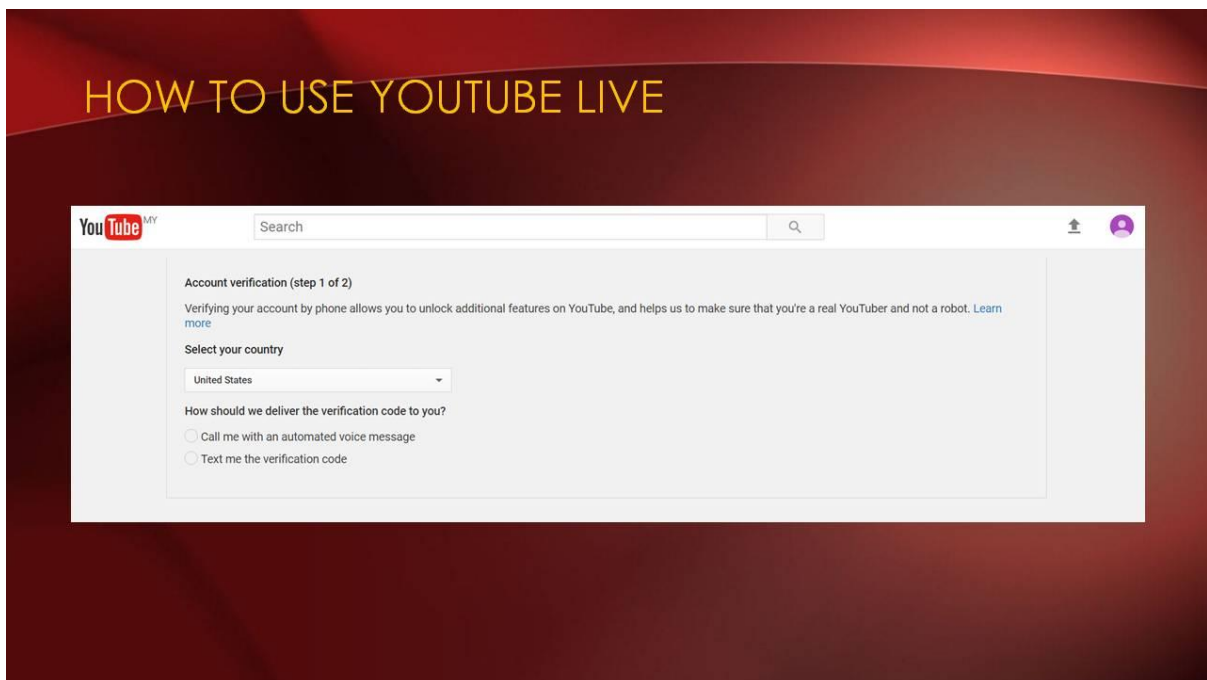 HOW TO USE YOUTUBE LIVE
YouTube MY
Search
Account verification (step 1 of 2)
Verifying your account by phone allows you to unlock additional features on YouTube, and helps us to make sure that you're a real YouTuber and not a robot. Learn
more
Select your country
United States
How should we deliver the verification code to you?
Call me with an automated voice message
Text me the verification code